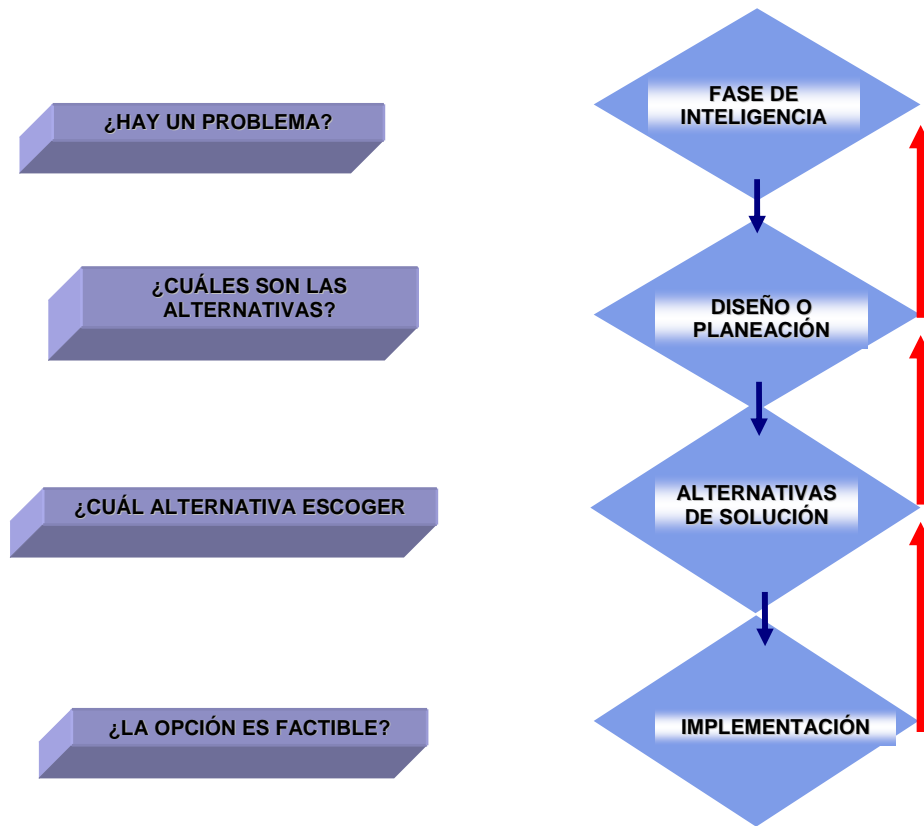 ¿HAY UN PROBLEMA?
FASE DE
INTELIGENCIA
¿CUÁLES SON LAS
ALTERNATIVAS?
DISEÑO O
PLANEACIÓN
¿CUÁL ALTERNATIVA ESCOGER
ALTERNATIVAS
DE SOLUCIÓN
¿LA OPCIÓN ES FACTIBLE?
IMPLEMENTACIÓN